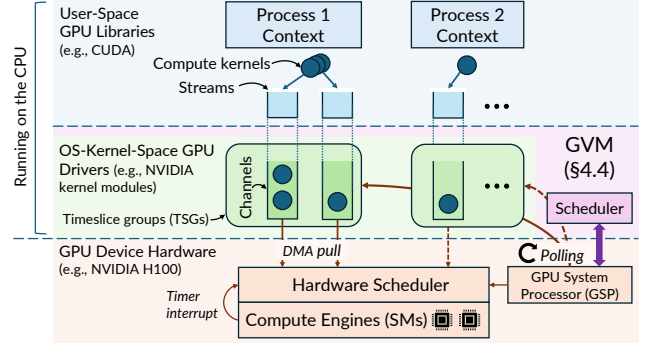 Running on the CPU
User-Space
GPU Libraries
(e.g., CUDA)
Process 1
Context
Process 2
Context
Compute kernels
Streams
•••
OS-Kernel-Space GPU
Drivers (e.g., NVIDIA
kernel modules)
Timeslice groups (TSGs)
Channels
•••
GVM
(§4.4)
Scheduler
GPU Device Hardware
(e.g., NVIDIA H100)
DMA pull
Polling
Timer
interrupt
Hardware Scheduler
Compute Engines (SMs)
GPU System
Processor (GSP)